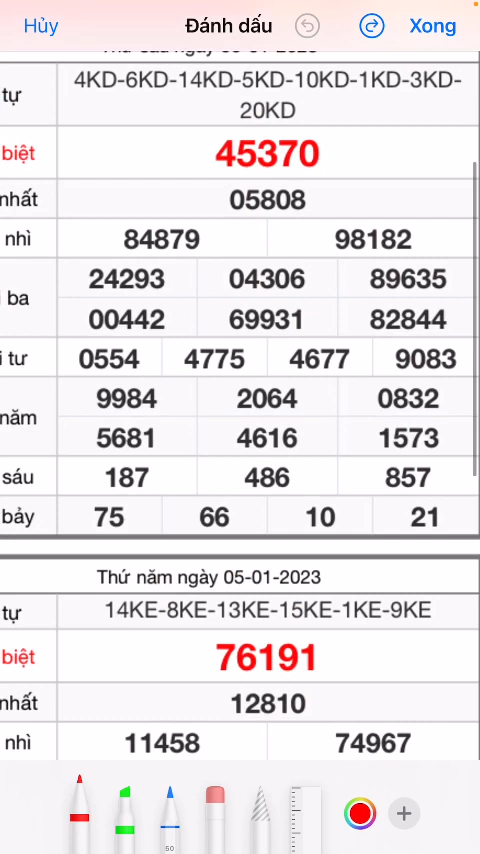 Hủy Đánh dấu Xong
tự 4KD-6KD-14KD-5KD-10KD-1KD-3KD-
20KD
biệt 45370
nhất 05808
nhì 84879 98182
ba 24293 04306 89635
00442 69931 82844
i tư 0554 4775 4677 9083
năm 9984 2064 0832
5681 4616 1573
sáu 187 486 857
bảy 75 66 10 21
Thứ năm ngày 05-01-2023
tự 14KE-8KE-13KE-15KE-1KE-9KE
biệt 76191
nhất 12810
nhì 11458 74967
50